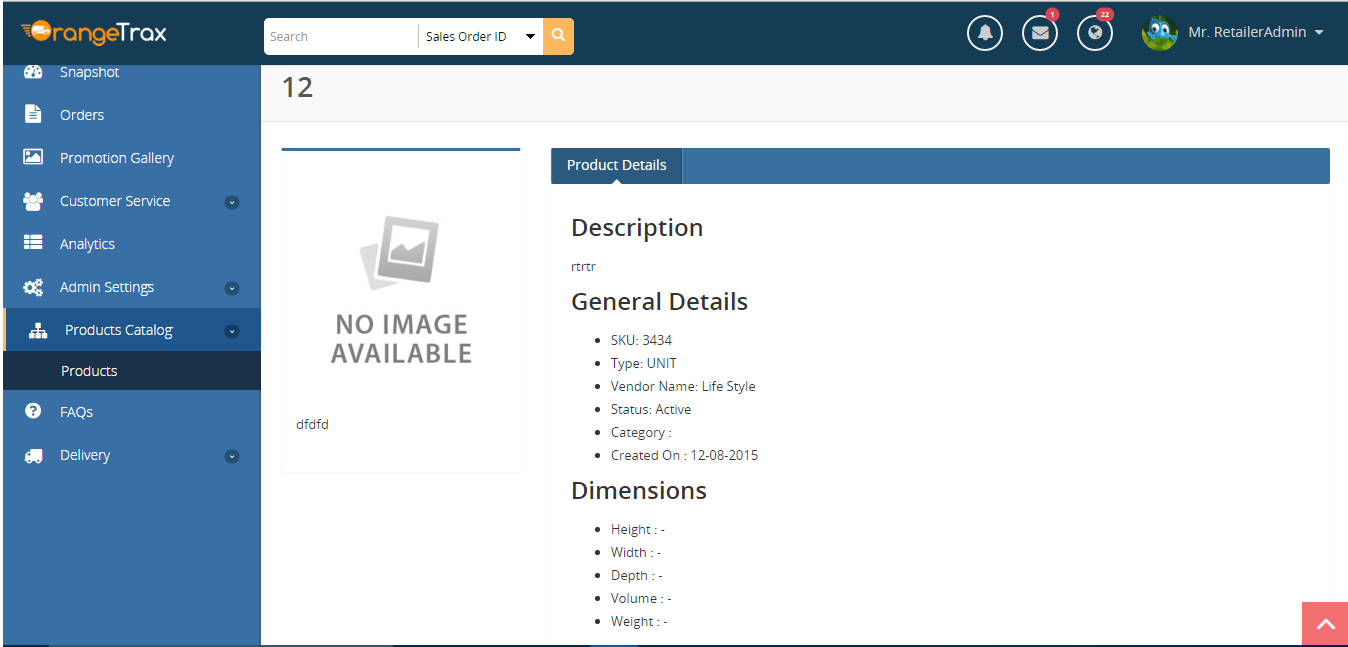 OrangeTrax
Search
Sales Order ID
1
22
Mr. RetailerAdmin
Snapshot
Orders
Promotion Gallery
Customer Service
Analytics
Admin Settings
Products Catalog
Products
FAQs
Delivery
12
NO IMAGE
AVAILABLE
dfdfd
Product Details
Description
rtrtr
General Details
SKU: 3434
Type: UNIT
Vendor Name: Life Style
Status: Active
Category :
Created On : 12-08-2015
Dimensions
Height : -
Width : -
Depth : -
Volume : -
Weight : -